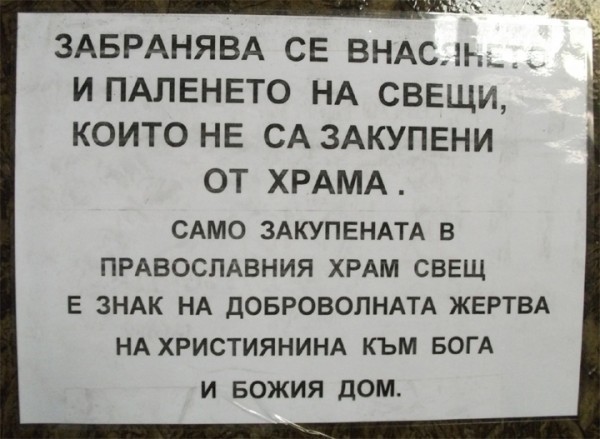 ЗАБРАНЯВА СЕ ВНАСЯНЕТО
И ПАЛЕНЕТО НА СВЕЩИ,
КОИТО НЕ СА ЗАКУПЕНИ
ОТ ХРАМА .
САМО ЗАКУПЕНАТА В
ПРАВОСЛАВНИЯ ХРАМ СВЕЩ
Е ЗНАК НА ДОБРОВОЛНАТА ЖЕРТВА
НА ХРИСТИЯНИНА КЪМ БОГА
И БОЖИЯ ДОМ.